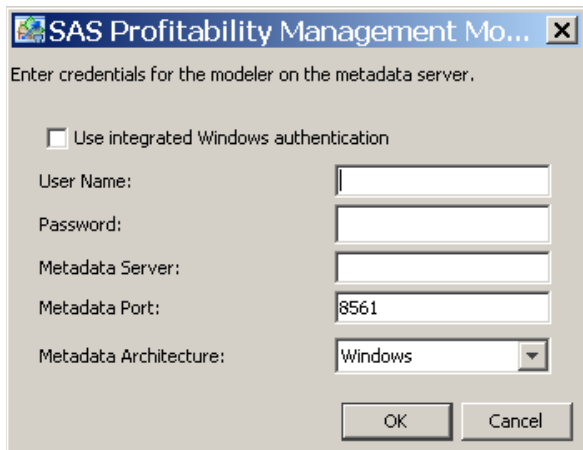 SAS Profitability Management Mo...
Enter credentials for the modeler on the metadata server.
Use integrated Windows authentication
User Name:
Password:
Metadata Server:
Metadata Port: 8561
Metadata Architecture: Windows
OK Cancel